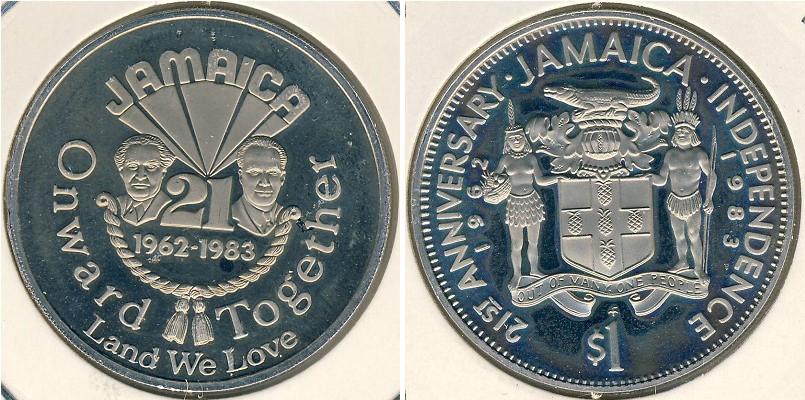 JAMAICA
21
1962-1983
Onward Together
Land We Love
21ST ANNIVERSARY · JAMAICA · INDEPENDENCE
1962 1983
OUT OF MANY, ONE PEOPLE
$1